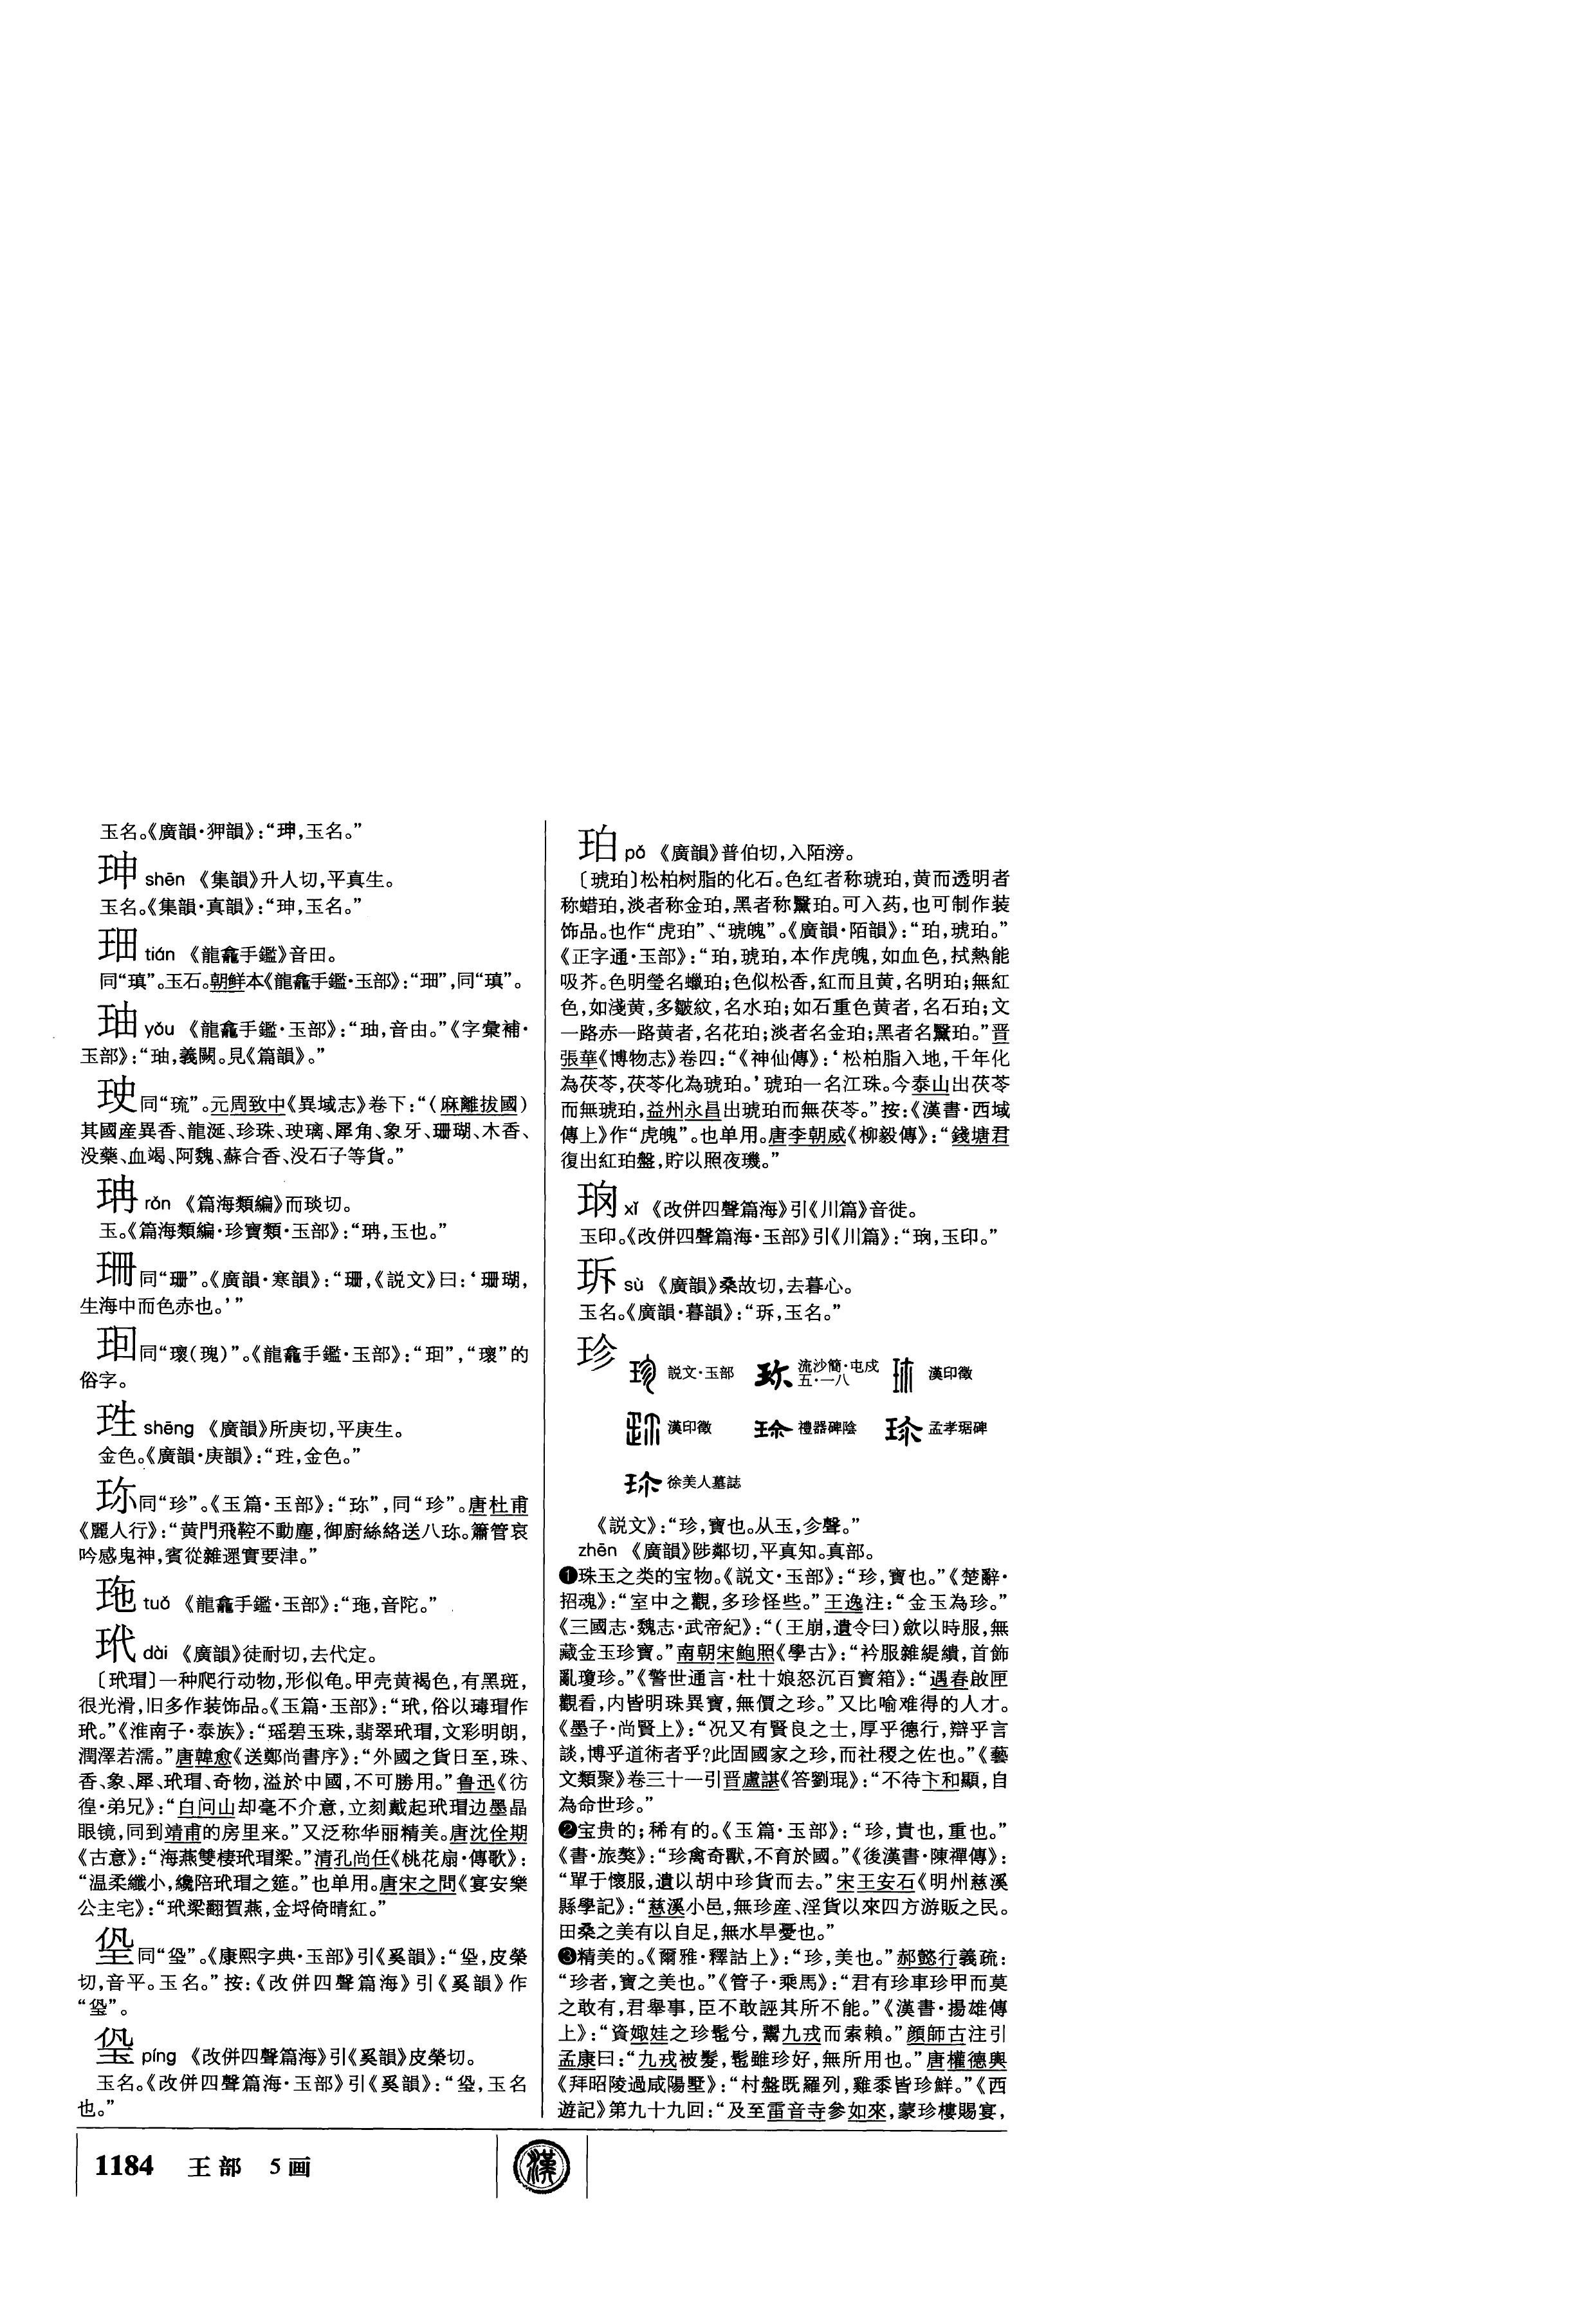 玉名。《廣韻·狎韻》：“玾，玉名。”
珅 shēn 《集韻》升人切，平真生。
玉名。《集韻·真韻》：“珅，玉名。”
畑 tián 《龍龕手鑑》音田。
同“瑱”。玉石。朝鲜本《龍龕手鑑·玉部》：“”，同“瑱”。
yǒu 《龍龕手鑑·玉部》：“，音由。”《字彙補·
玉部》：“，義闕。見《篇韻》。”
同“琉”。元周致中《異域志》卷下：“（麻離拔國）
其國産異香、龍涎、珍珠、玻璃、犀角、象牙、珊瑚、木香、
没藥、血竭、阿魏、蘇合香、没石子等貨。”
rǎn 《篇海類編》而琰切。
玉。《篇海類編·珍寶類·玉部》：“，玉也。”
同“珊”。《廣韻·寒韻》：“珊，《説文》曰：‘珊瑚，
生海中而色赤也。’”
同“瓌（瑰）”。《龍龕手鑑·玉部》：“”，“瓌”的
俗字。
珄 shēng 《廣韻》所庚切，平庚生。
金色。《廣韻·庚韻》：“珄，金色。”
珎同“珍”。《玉篇·玉部》：“珎”，同“珍”。唐杜甫
《麗人行》：“黄門飛鞚不動塵，御廚絲絡送八珎。簫管哀
吟感鬼神，賓從雜遝實要津。”
tuǒ 《龍龕手鑑·玉部》：“，音陀。”
玳 dài 《廣韻》徒耐切，去代定。
〔玳瑁〕一种爬行动物，形似龟。甲壳黄褐色，有黑斑，
很光滑，旧多作装饰品。《玉篇·玉部》：“玳，俗以瑇瑁作
玳。”《淮南子·泰族》：“瑶碧玉珠，翡翠玳瑁，文彩明朗，
潤澤若濡。”唐韓愈《送鄭尚書序》：“外國之貨日至，珠、
香、象、犀、玳瑁、奇物，溢於中國，不可勝用。”鲁迅《彷
徨·弟兄》：“白问山却毫不介意，立刻戴起玳瑁边墨晶
眼镜，同到靖甫的房里来。”又泛称华丽精美。唐沈佺期
《古意》：“海燕雙棲玳瑁梁。”清孔尚任《桃花扇·傳歌》：
“温柔纖小，纔陪玳瑁之筵。”也单用。唐宋之問《宴安樂
公主宅》：“玳梁翻賀燕，金埒倚晴紅。”
同“”。《康熙字典·玉部》引《奚韻》：“，皮榮
切，音平。玉名。”按：《改併四聲篇海》引《奚韻》作
“”。
píng 《改併四聲篇海》引《奚韻》皮榮切。
玉名。《改併四聲篇海·玉部》引《奚韻》：“，玉名
也。”
珀 pò 《廣韻》普伯切，入陌滂。
〔琥珀〕松柏树脂的化石。色红者称琥珀，黄而透明者
称蜡珀，淡者称金珀，黑者称瑿珀。可入药，也可制作装
饰品。也作“虎珀”、“琥魄”。《廣韻·陌韻》：“珀，琥珀。”
《正字通·玉部》：“珀，琥珀，本作虎魄，如血色，拭熱能
吸芥。色明瑩名蠟珀；色似松香，紅而且黄，名明珀；無紅
色，如淺黄，多皺紋，名水珀；如石重色黄者，名石珀；文
一路赤一路黄者，名花珀；淡者名金珀；黑者名瑿珀。”晋
張華《博物志》卷四：“《神仙傳》：‘松柏脂入地，千年化
為茯苓，茯苓化為琥珀。’琥珀一名江珠。今泰山出茯苓
而無琥珀，益州永昌出琥珀而無茯苓。”按：《漢書·西域
傳上》作“虎魄”。也单用。唐李朝威《柳毅傳》：“錢塘君
復出紅珀盤，貯以照夜璣。”
xǐ 《改併四聲篇海》引《川篇》音徙。
玉印。《改併四聲篇海·玉部》引《川篇》：“，玉印。”
sù 《廣韻》桑故切，去暮心。
玉名。《廣韻·暮韻》：“，玉名。”
珍 説文·玉部 流沙簡·屯戍五·一八 漢印徵
漢印徵 禮器碑陰 孟孝琚碑
徐美人墓誌
《説文》：“珍，寶也。从玉，㐱聲。”
zhēn 《廣韻》陟鄰切，平真知。真部。
❶珠玉之类的宝物。《説文·玉部》：“珍，寶也。”《楚辭·
招魂》：“室中之觀，多珍怪些。”王逸注：“金玉為珍。”
《三國志·魏志·武帝紀》：“（王崩，遺令曰）斂以時服，無
藏金玉珍寶。”南朝宋鮑照《學古》：“衿服雜緹繢，首飾
亂瓊珍。”《警世通言·杜十娘怒沉百寶箱》：“遇春啟匣
觀看，内皆明珠異寶，無價之珍。”又比喻难得的人才。
《墨子·尚賢上》：“况又有賢良之士，厚乎德行，辯乎言
談，博乎道術者乎？此固國家之珍，而社稷之佐也。”《藝
文類聚》卷三十一引晋盧諶《答劉琨》：“不待卞和顯，自
為命世珍。”
❷宝贵的；稀有的。《玉篇·玉部》：“珍，貴也，重也。”
《書·旅獒》：“珍禽奇獸，不育於國。”《後漢書·陳禪傳》：
“單于懷服，遺以胡中珍貨而去。”宋王安石《明州慈溪
縣學記》：“慈溪小邑，無珍産、淫貨以來四方游販之民。
田桑之美有以自足，無水旱憂也。”
❸精美的。《爾雅·釋詁上》：“珍，美也。”郝懿行義疏：
“珍者，寶之美也。”《管子·乘馬》：“君有珍車珍甲而莫
之敢有，君舉事，臣不敢誣其所不能。”《漢書·揚雄傳
上》：“資娵娃之珍髢兮，鬻九戎而索賴。”顔師古注引
孟康曰：“九戎被髮，髢雖珍好，無所用也。”唐權德輿
《拜昭陵過咸陽墅》：“村盤既羅列，雞黍皆珍鮮。”《西
遊記》第九十九回：“及至雷音寺參如來，蒙珍樓賜宴，
1184 王部 5画
漢